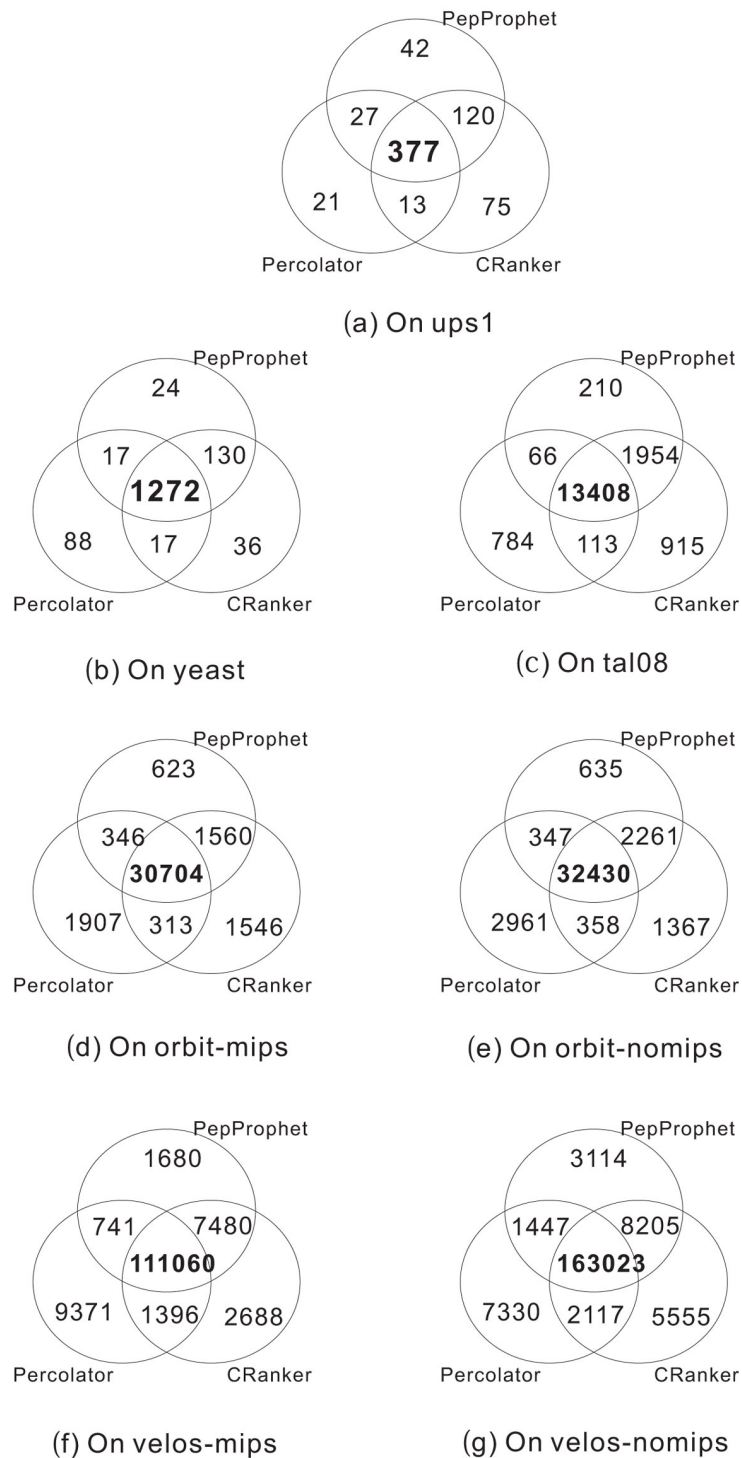 PepProphet
42
27
120
377
21
13
75
Percolator
CRanker
(a) On ups1
PepProphet
24
17
130
1272
88
17
36
Percolator
CRanker
(b) On yeast
PepProphet
210
66
1954
13408
784
113
915
Percolator
CRanker
(c) On tal08
PepProphet
623
346
1560
30704
1907
313
1546
Percolator
CRanker
(d) On orbit-mips
PepProphet
635
347
2261
32430
2961
358
1367
Percolator
CRanker
(e) On orbit-nomips
PepProphet
1680
741
7480
111060
9371
1396
2688
Percolator
CRanker
(f) On velos-mips
PepProphet
3114
1447
8205
163023
7330
2117
5555
Percolator
CRanker
(g) On velos-nomips